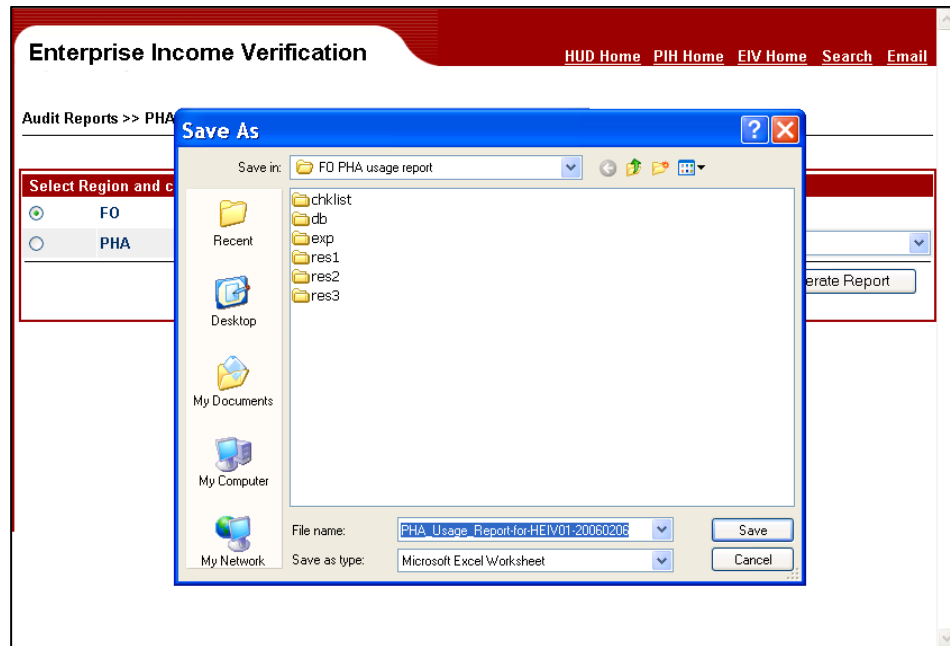 Enterprise Income Verification
HUD Home PIH Home EIV Home Search Email
Audit Reports >> PHA
Save As
Save in: FO PHA usage report
Select Region and c
FO
PHA
erate Report
Recent
Desktop
My Documents
My Computer
My Network
chklist
db
exp
res1
res2
res3
File name: PHA_Usage_Report-for-HEIV01-20060206 Save
Save as type: Microsoft Excel Worksheet Cancel